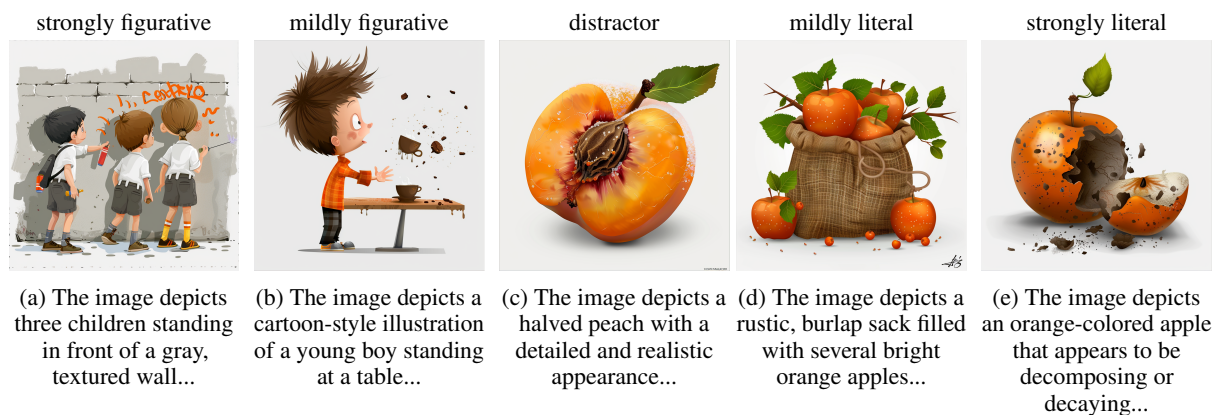 strongly figurative
mildly figurative
distractor
mildly literal
strongly literal
(a) The image depicts
three children standing
in front of a gray,
textured wall...
(b) The image depicts a
cartoon-style illustration
of a young boy standing
at a table...
(c) The image depicts a
halved peach with a
detailed and realistic
appearance...
(d) The image depicts a
rustic, burlap sack filled
with several bright
orange apples...
(e) The image depicts
an orange-colored apple
that appears to be
decomposing or
decaying...